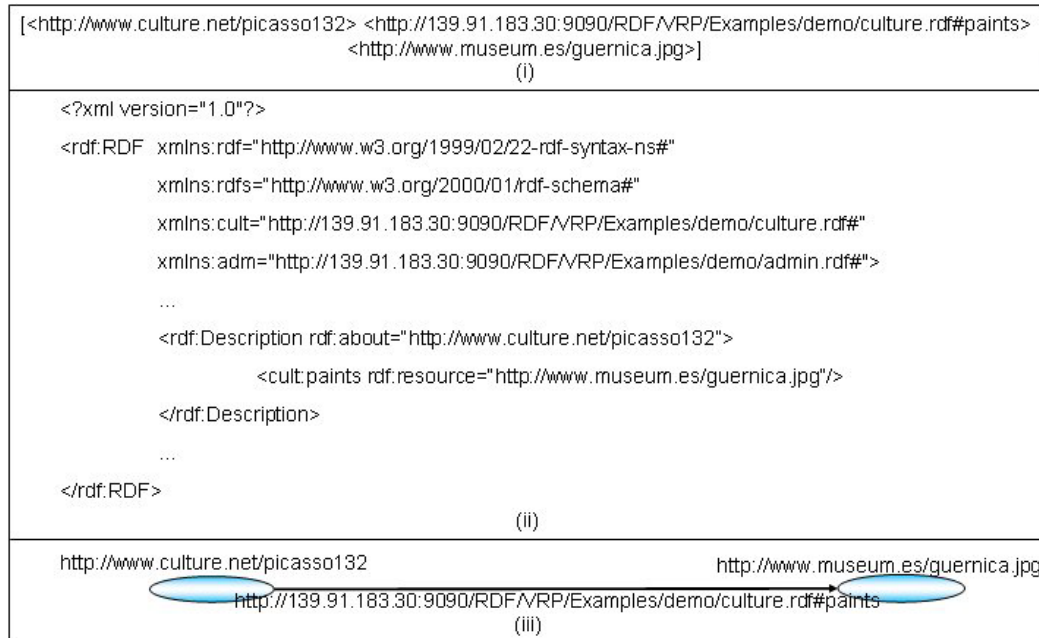 [<http://www.culture.net/picasso132> <http://139.91.183.30:9090/RDF/VRP/Examples/demo/culture.rdf#paints>
<http://www.museum.es/guernica.jpg>]
(i)
<?xml version="1.0"?>
<rdf:RDF xmlns:rdf="http://www.w3.org/1999/02/22-rdf-syntax-ns#"
xmlns:rdfs="http://www.w3.org/2000/01/rdf-schema#"
xmlns:cult="http://139.91.183.30:9090/RDF/VRP/Examples/demo/culture.rdf#"
xmlns:adm="http://139.91.183.30:9090/RDF/VRP/Examples/demo/admin.rdf#">
...
<rdf:Description rdf:about="http://www.culture.net/picasso132">
<cult:paints rdf:resource="http://www.museum.es/guernica.jpg"/>
</rdf:Description>
...
</rdf:RDF>
(ii)
http://www.culture.net/picasso132
http://www.museum.es/guernica.jpg
http://139.91.183.30:9090/RDF/VRP/Examples/demo/culture.rdf#paints
(iii)